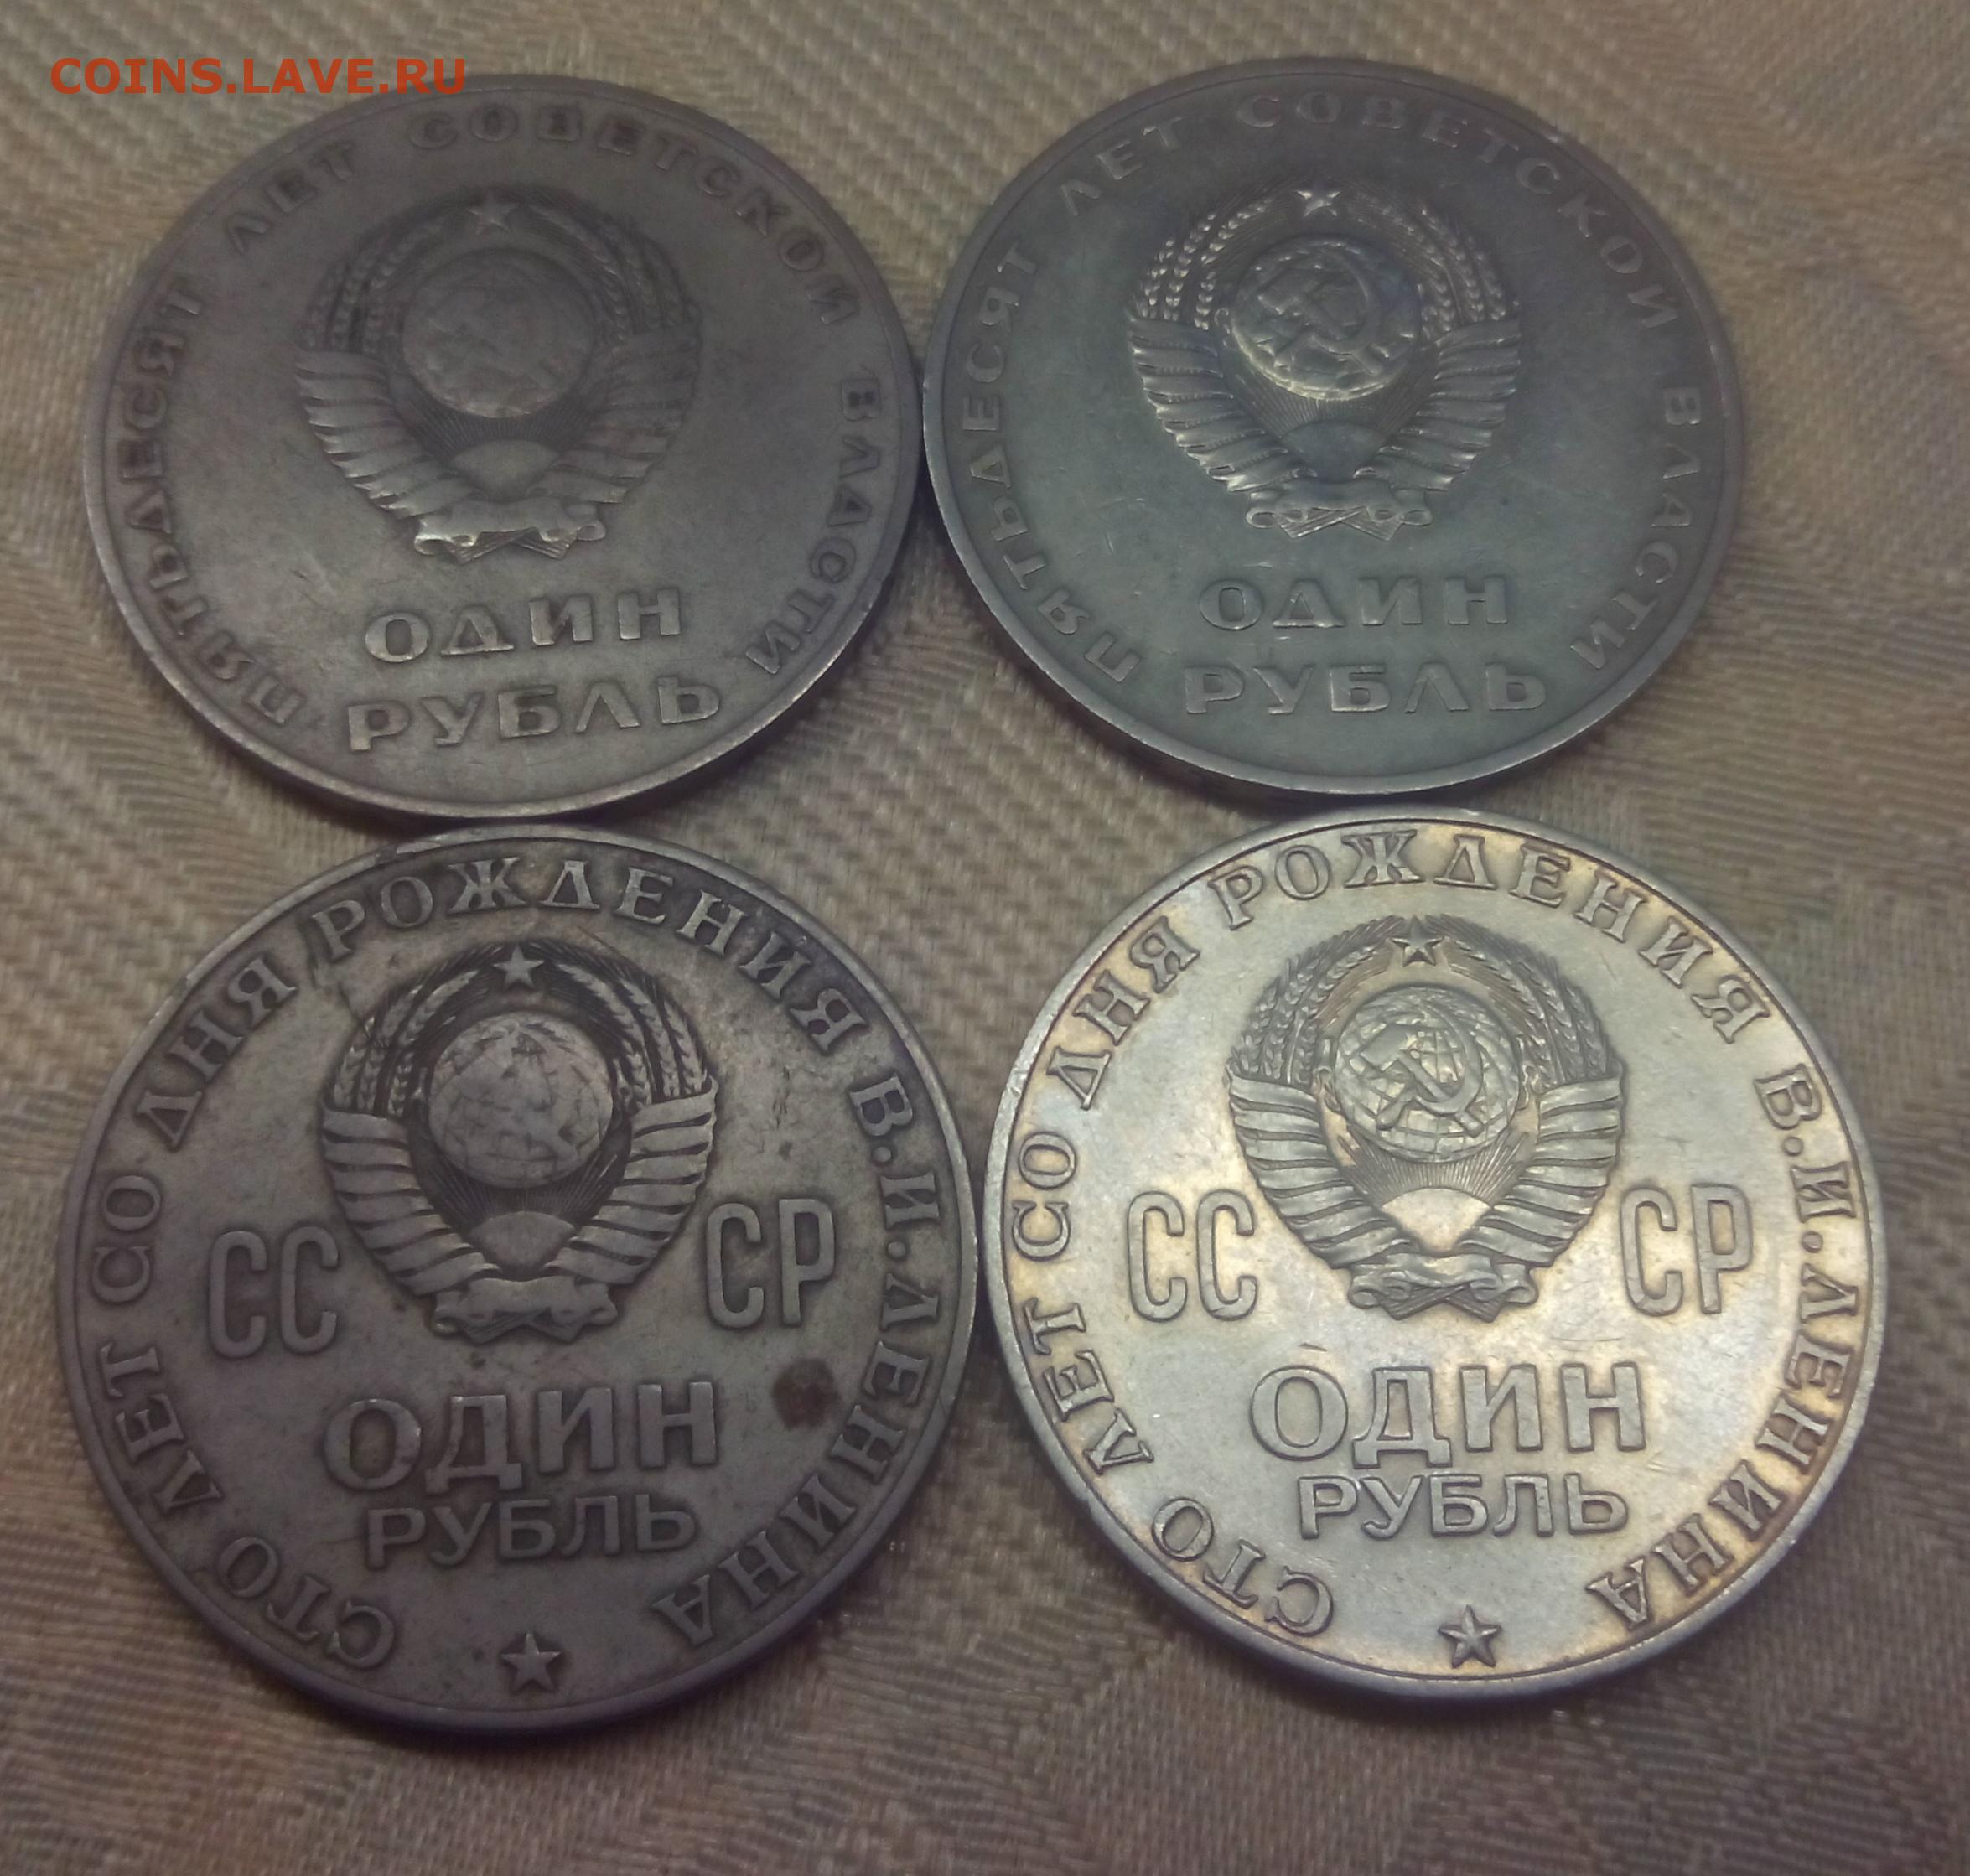 COINS.LAVE.RU
ПЯТЬДЕСЯТ ЛЕТ СОВЕТСКОЙ ВЛАСТИ
ОДИН
РУБЛЬ
ПЯТЬДЕСЯТ ЛЕТ СОВЕТСКОЙ ВЛАСТИ
ОДИН
РУБЛЬ
СТО ЛЕТ СО ДНЯ РОЖДЕНИЯ В.И.ЛЕНИНА
СС СР
ОДИН
РУБЛЬ
СТО ЛЕТ СО ДНЯ РОЖДЕНИЯ В.И.ЛЕНИНА
СС СР
ОДИН
РУБЛЬ